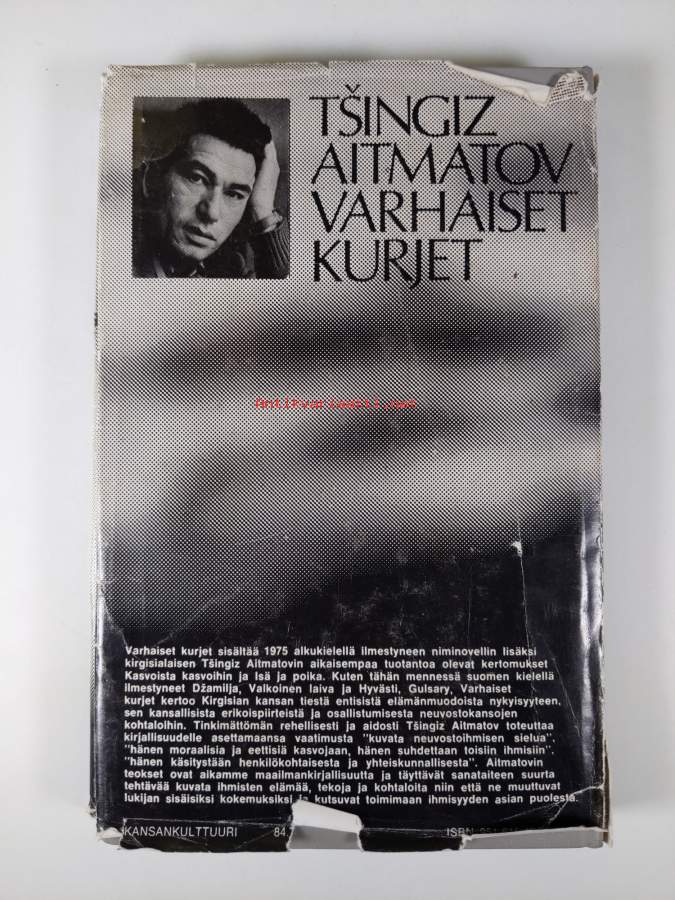 TŠINGIZ
AITMATOV
VARHAISET
KURJET
Antikvariaatti.net
Varhaiset kurjet sisältää 1975 alkukielellä ilmestyneen niminovellin lisäksi
kirgisialaisen Tšingiz Aitmatovin aikaisempaa tuotantoa olevat kertomukset
Kasvoista kasvoihin ja Isä ja poika. Kuten tähän mennessä suomen kielellä
ilmestyneet Džamilja, Valkoinen laiva ja Hyvästi, Gulsary, Varhaiset
kurjet kertoo Kirgisian kansan tiestä entisistä elämänmuodoista nykyisyyteen,
sen kansallisista erikoispiirteistä ja osallistumisesta neuvostokansojen
kohtaloihin. Tinkimättömän rehellisesti ja aidosti Tšingiz Aitmatov toteuttaa
kirjallisuudelle asettamaansa vaatimusta "kuvata neuvostoihmisen sielua",
"hänen moraalisia ja eettisiä kasvojaan, hänen suhdettaan toisiin ihmisiin",
"hänen käsitystään henkilökohtaisesta ja yhteiskunnallisesta". Aitmatovin
teokset ovat aikamme maailmankirjallisuutta ja täyttävät sanataiteen suurta
tehtävää kuvata ihmisten elämää, tekoja ja kohtaloita niin että ne muuttuvat
lukijan sisäisiksi kokemuksiksi ja kutsuvat toimimaan ihmisyyden asian puolesta.
KANSANKULTTUURI 84. ISBN